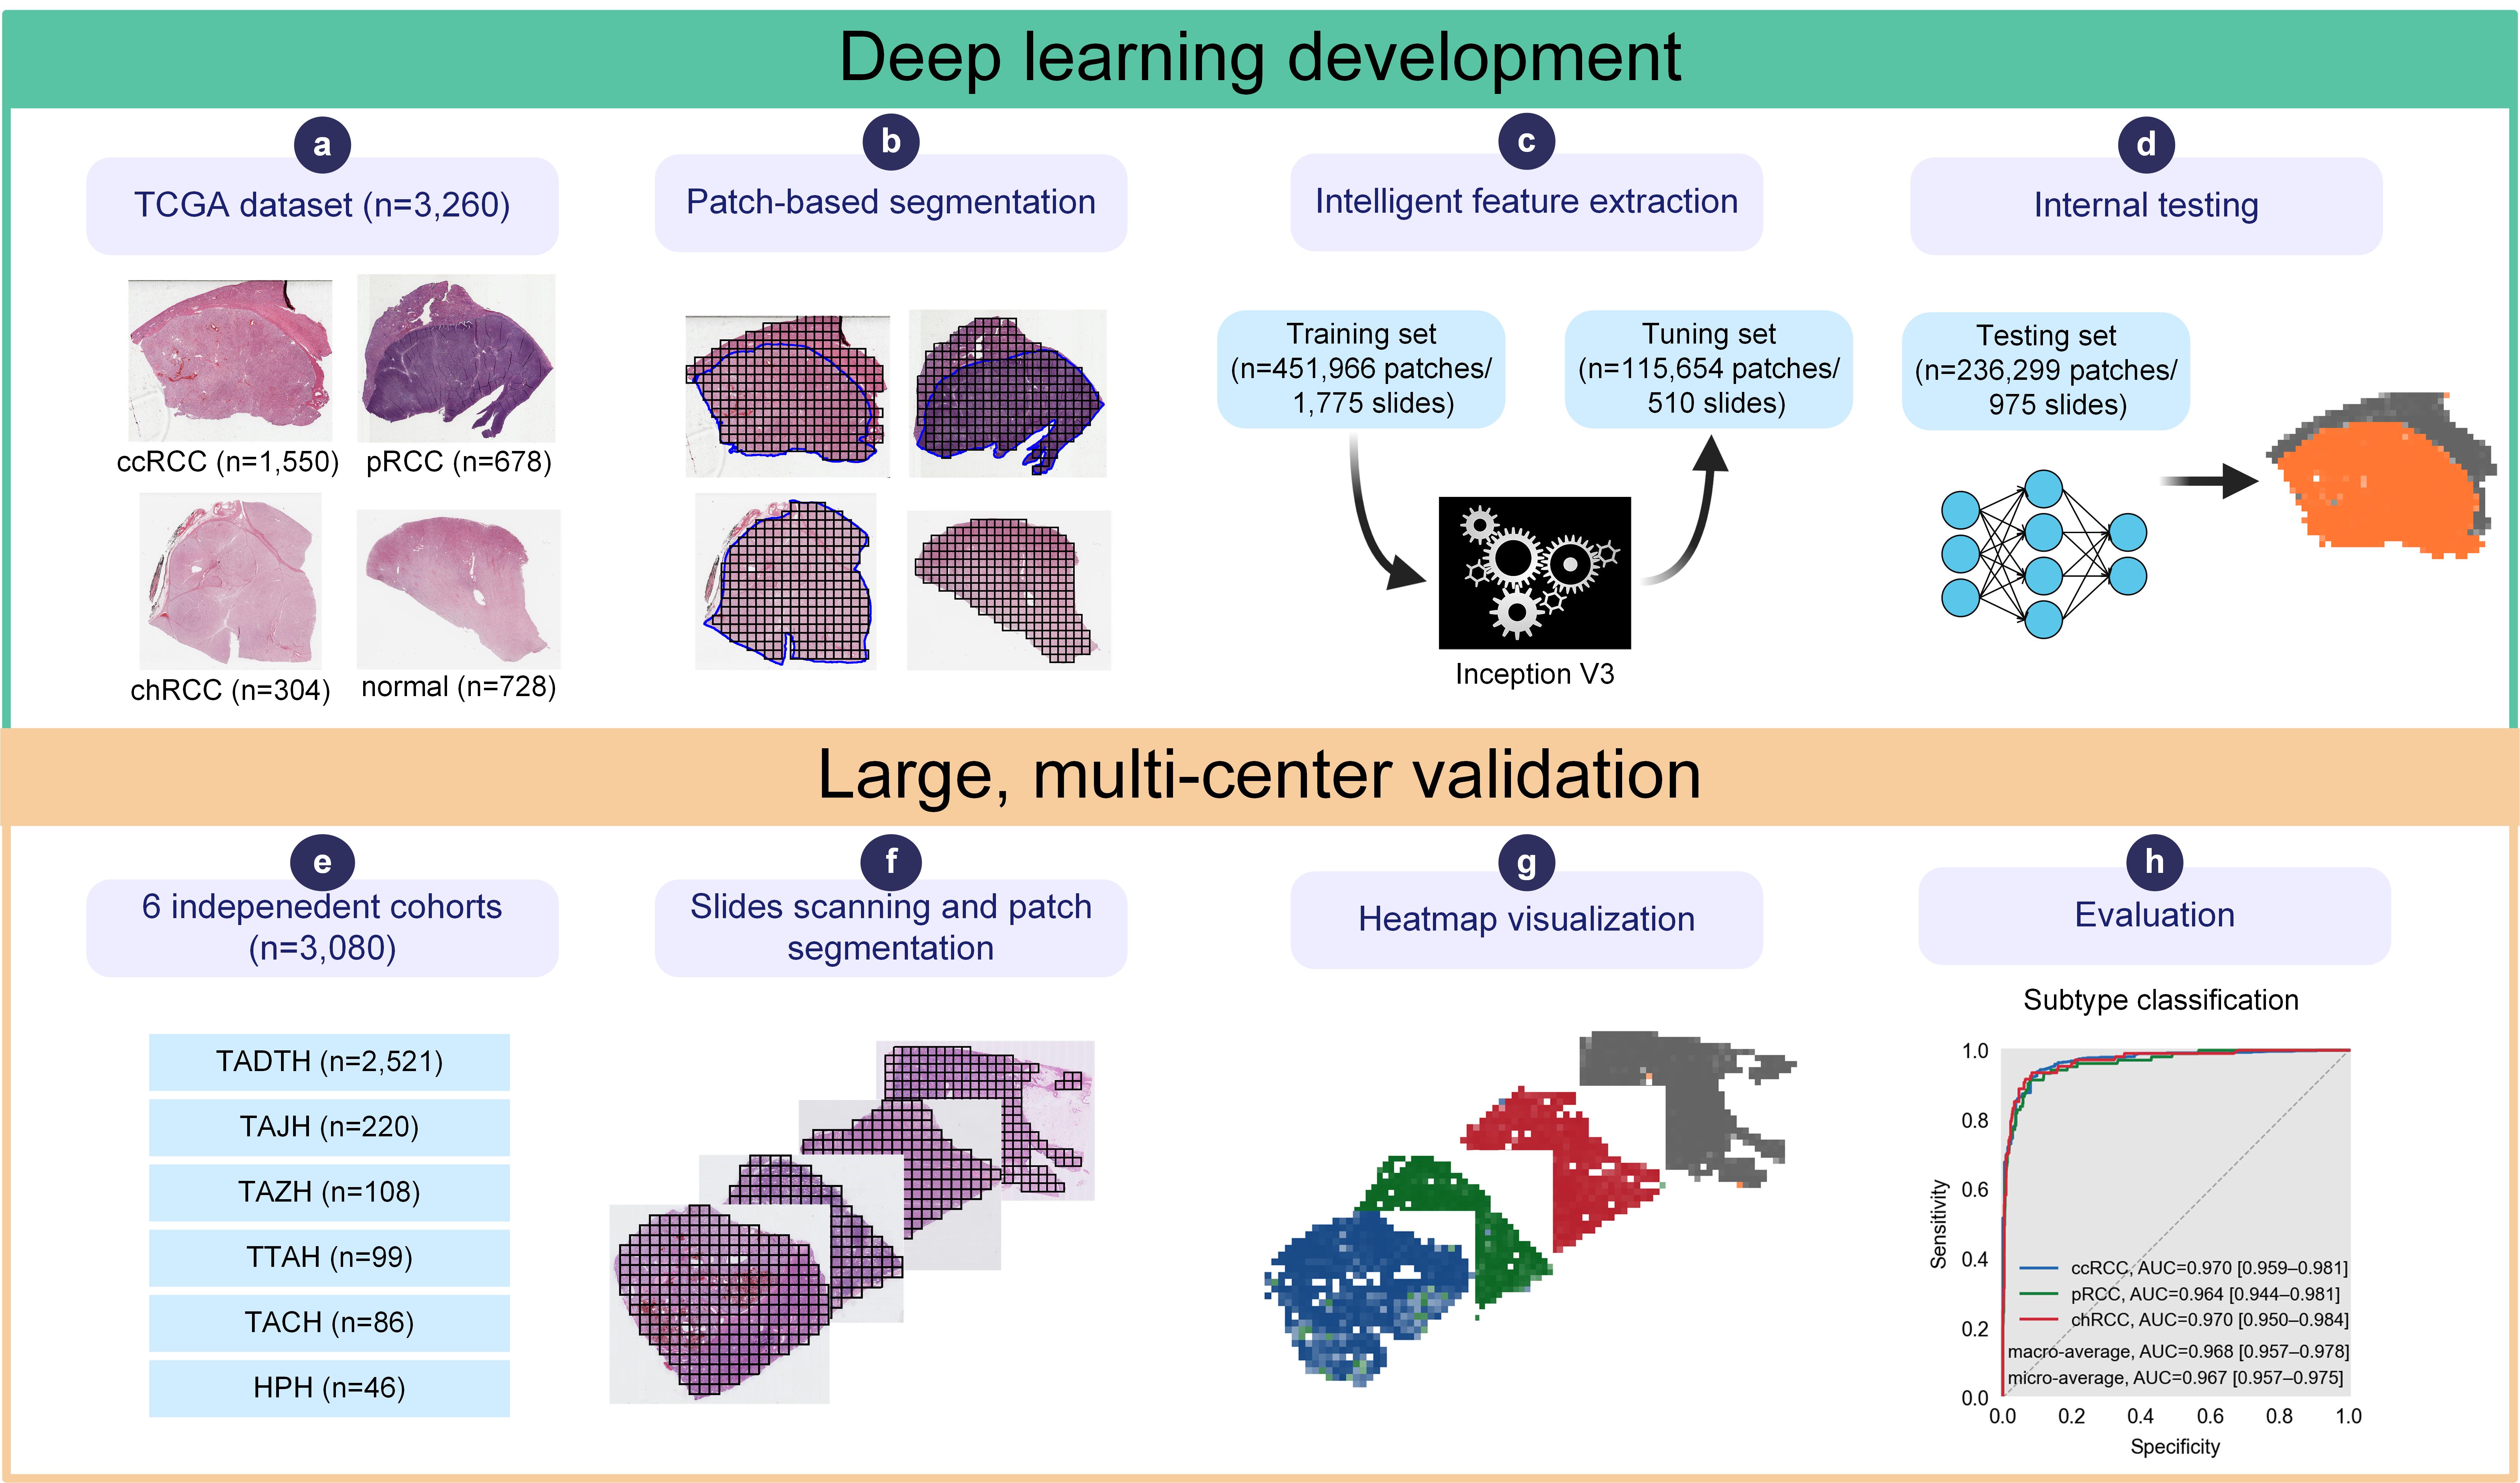 Deep learning development
a
TCGA dataset (n=3,260)
ccRCC (n=1,550)
pRCC (n=678)
chRCC (n=304)
normal (n=728)
b
Patch-based segmentation
c
Intelligent feature extraction
Training set
(n=451,966 patches/
1,775 slides)
Tuning set
(n=115,654 patches/
510 slides)
Inception V3
d
Internal testing
Testing set
(n=236,299 patches/
975 slides)
Large, multi-center validation
e
6 indepenedent cohorts
(n=3,080)
TADTH (n=2,521)
TAJH (n=220)
TAZH (n=108)
TTAH (n=99)
TACH (n=86)
HPH (n=46)
f
Slides scanning and patch
segmentation
g
Heatmap visualization
h
Evaluation
Subtype classification
Sensitivity
1.0
0.8
0.6
0.4
0.2
0.0
ccRCC, AUC=0.970 [0.959–0.981]
pRCC, AUC=0.964 [0.944–0.981]
chRCC, AUC=0.970 [0.950–0.984]
macro-average, AUC=0.968 [0.957–0.978]
micro-average, AUC=0.967 [0.957–0.975]
0.0 0.2 0.4 0.6 0.8 1.0
Specificity